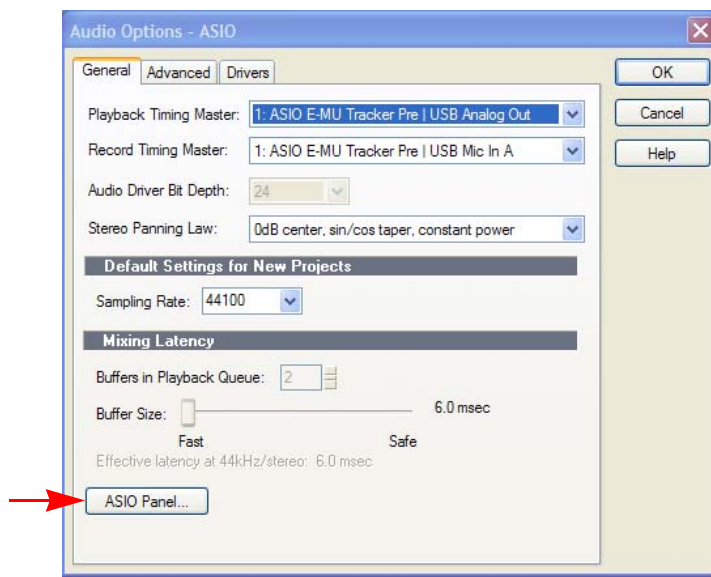 Audio Options - ASIO
General Advanced Drivers
OK
Cancel
Help
Playback Timing Master: 1: ASIO E-MU Tracker Pre | USB Analog Out
Record Timing Master: 1: ASIO E-MU Tracker Pre | USB Mic In A
Audio Driver Bit Depth: 24
Stereo Panning Law: 0dB center, sin/cos taper, constant power
Default Settings for New Projects
Sampling Rate: 44100
Mixing Latency
Buffers in Playback Queue: 2
Buffer Size: 6.0 msec
Fast Safe
Effective latency at 44kHz/stereo: 6.0 msec
ASIO Panel...